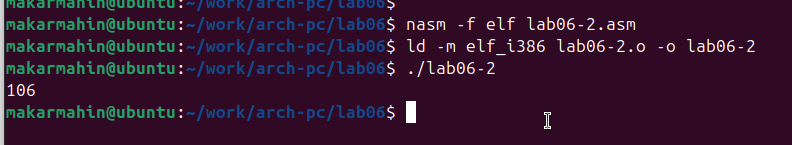 makarmahin@ubuntu:~/work/arch-pc/lab06$
makarmahin@ubuntu:~/work/arch-pc/lab06$ nasm -f elf lab06-2.asm
makarmahin@ubuntu:~/work/arch-pc/lab06$ ld -m elf_i386 lab06-2.o -o lab06-2
makarmahin@ubuntu:~/work/arch-pc/lab06$ ./lab06-2
106
makarmahin@ubuntu:~/work/arch-pc/lab06$